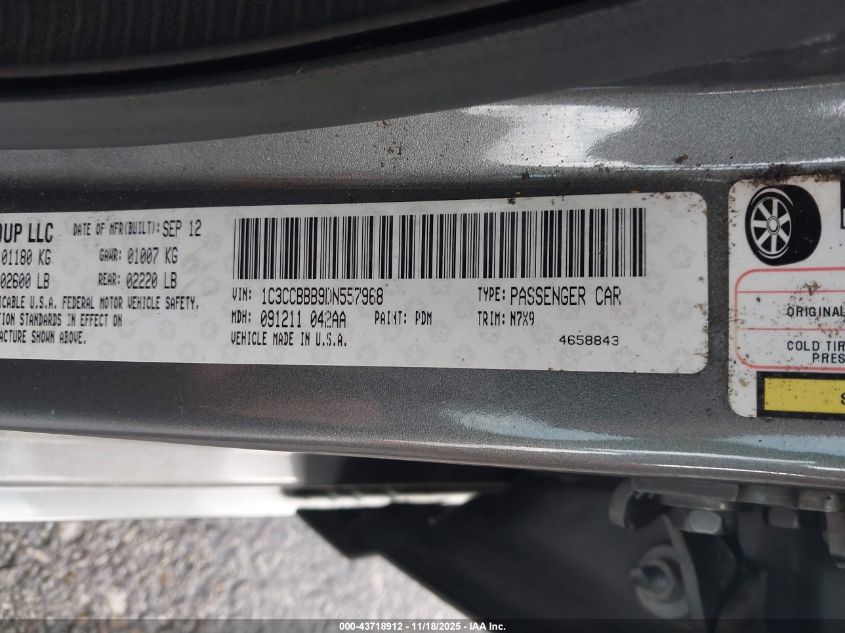 OUP LLC DATE OF MFR(BUILT): SEP 12
01180 KG GAWR: 01007 KG
02600 LB REAR: 02220 LB
ICABLE U.S.A. FEDERAL MOTOR VEHICLE SAFETY,
TION STANDARDS IN EFFECT ON
FACTURE SHOWN ABOVE.
VIN: 1C3CCBBB9DN557968 TYPE: PASSENGER CAR
MDH: 091211 042AA PAINT: PDM TRIM: N7X9
VEHICLE MADE IN U.S.A. 4658843
ORIGINAL
COLD TIR
PRES
S
000-43718912 - 11/18/2025 - IAA Inc.